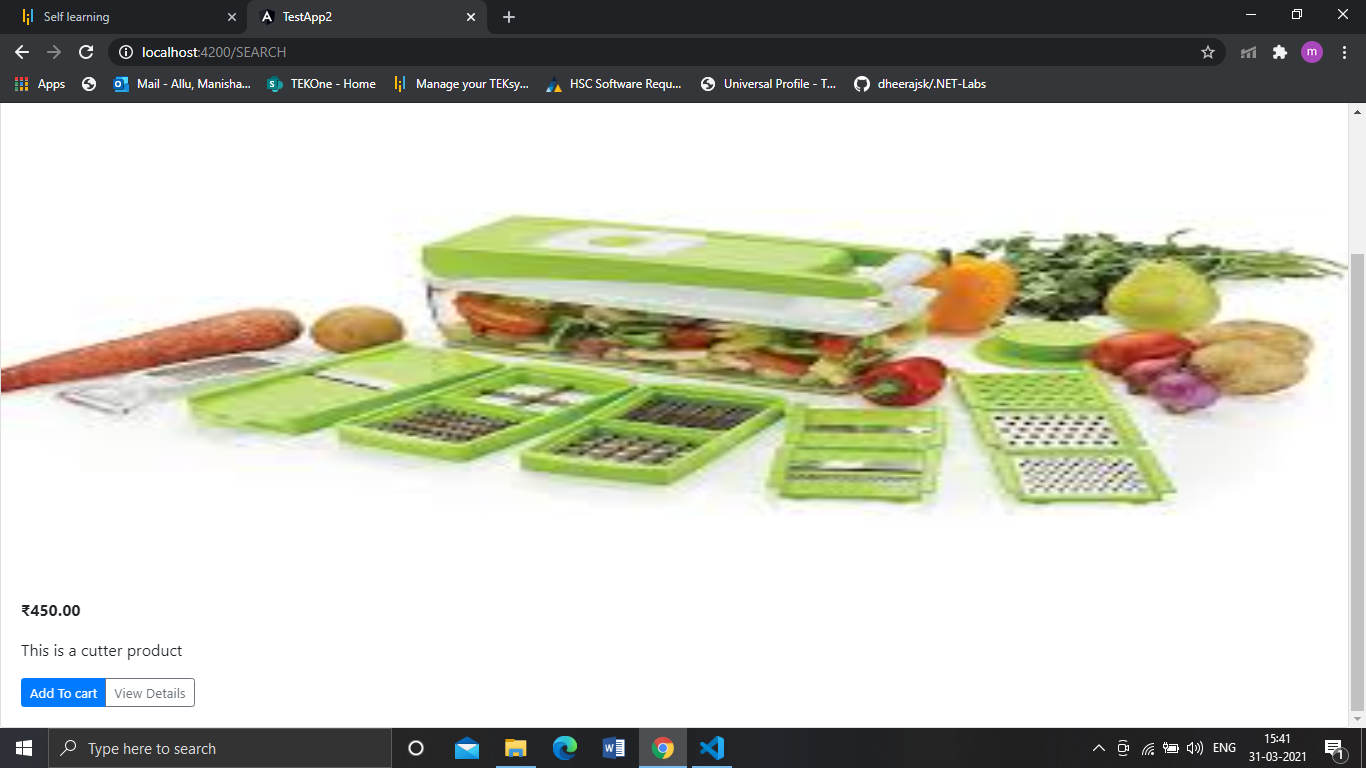 Self learning
TestApp2
localhost:4200/SEARCH
m
Apps
Mail - Allu, Manisha...
TEKOne - Home
Manage your TEKsy...
HSC Software Requ...
Universal Profile - T...
dheerajsk/.NET-Labs
₹450.00
This is a cutter product
Add To cart
View Details
Type here to search
ENG
15:41
31-03-2021
1